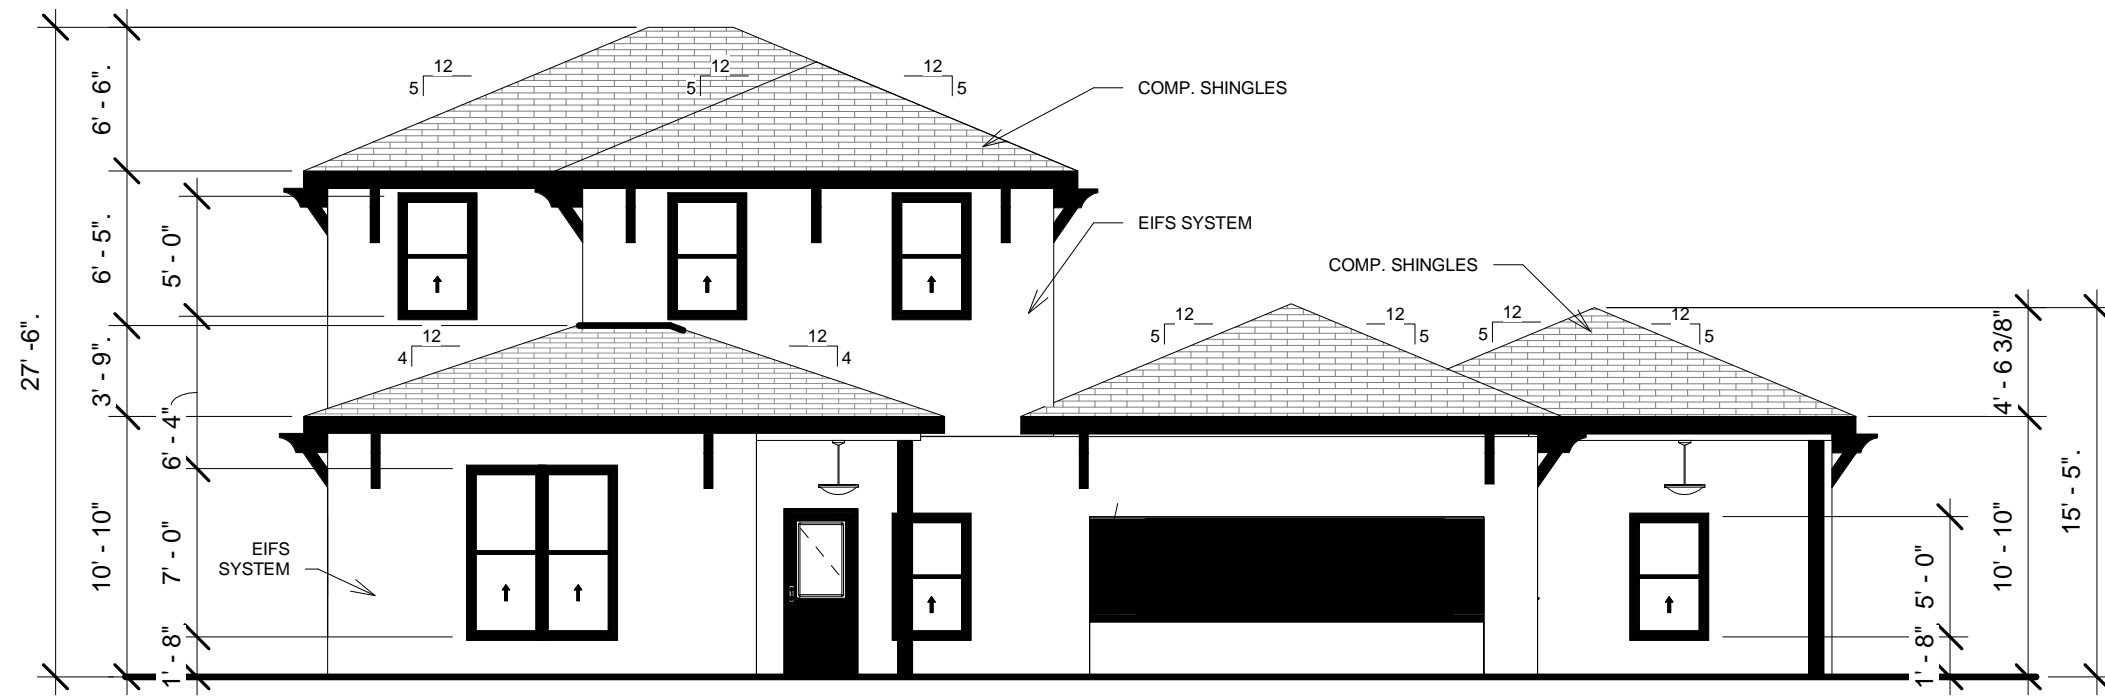 12
5
12
5
12
5
COMP. SHINGLES
6' - 6".
EIFS SYSTEM
6' - 5".
5' - 0"
COMP. SHINGLES
27' -6".
12
4
12
4
12
5
12
5
12
5
12
5
3' - 9".
4' - 6 3/8"
6' - 4"
15' - 5".
EIFS
SYSTEM
10' - 10"
7' - 0"
5' - 0"
10' - 10"
1' - 8"
1' - 8"